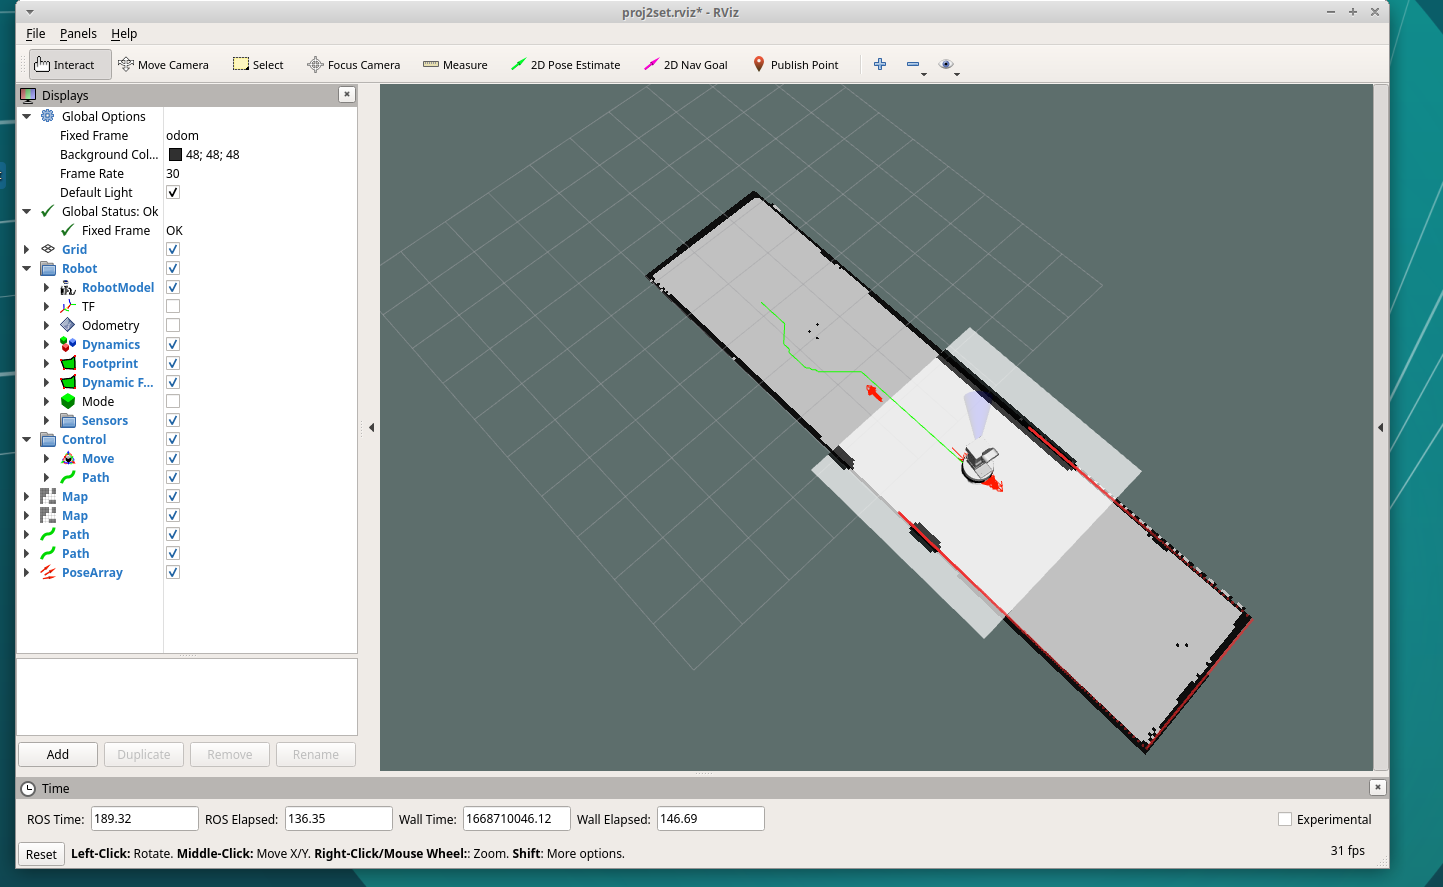 proj2set.rviz* - RViz
File Panels Help
Interact Move Camera Select Focus Camera Measure 2D Pose Estimate 2D Nav Goal Publish Point
Displays
Global Options
Fixed Frame odom
Background Col... 48; 48; 48
Frame Rate 30
Default Light
Global Status: Ok
Fixed Frame OK
Grid
Robot
RobotModel
TF
Odometry
Dynamics
Footprint
Dynamic F...
Mode
Sensors
Control
Move
Path
Map
Map
Path
Path
PoseArray
Add Duplicate Remove Rename
Time
ROS Time: 189.32 ROS Elapsed: 136.35 Wall Time: 1668710046.12 Wall Elapsed: 146.69 Experimental
Reset Left-Click: Rotate. Middle-Click: Move X/Y. Right-Click/Mouse Wheel:: Zoom. Shift: More options. 31 fps